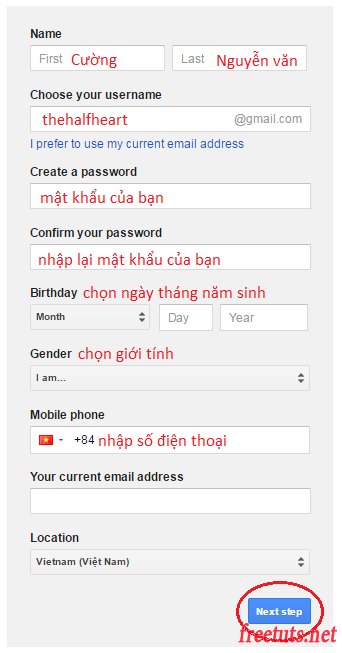 Name
First Cường Last Nguyễn văn
Choose your username
thehalfheart @gmail.com
I prefer to use my current email address
Create a password
mật khẩu của bạn
Confirm your password
nhập lại mật khẩu của bạn
Birthday chọn ngày tháng năm sinh
Month Day Year
Gender chọn giới tính
I am...
Mobile phone
+84 nhập số điện thoại
Your current email address
Location
Vietnam (Việt Nam)
Next step
freetuts.net